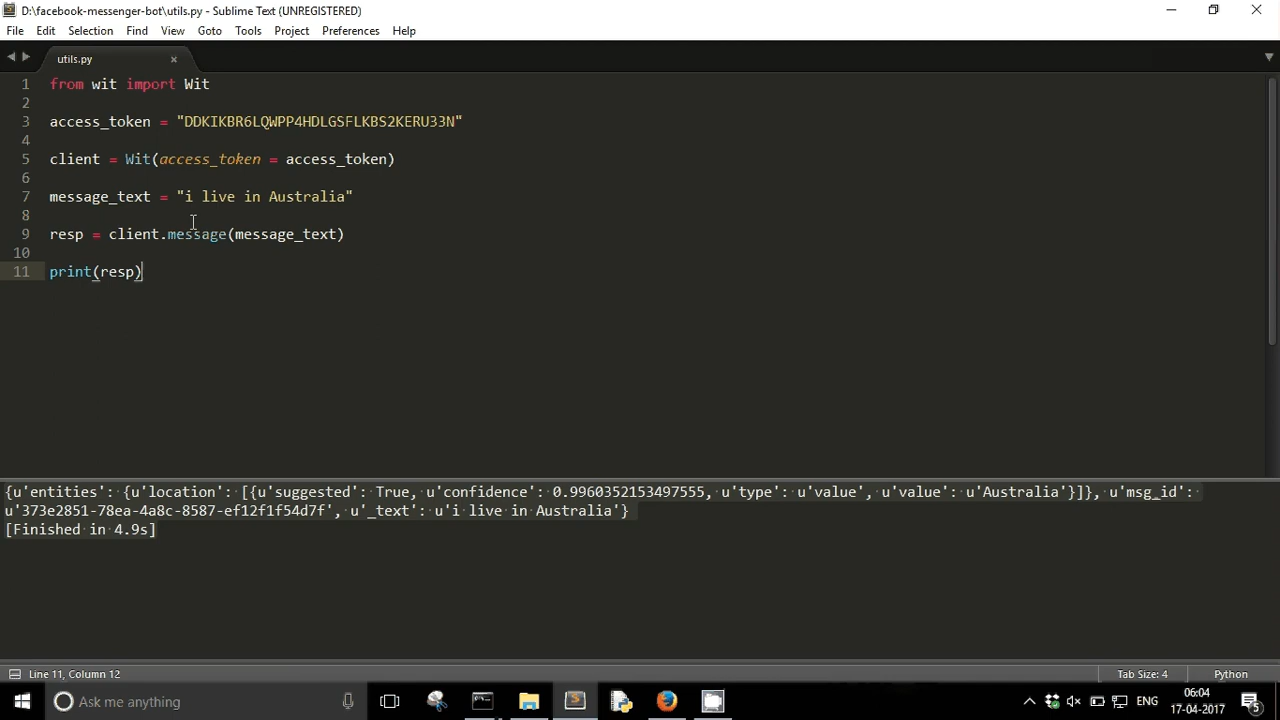 D:\facebook-messenger-bot\utils.py - Sublime Text (UNREGISTERED)
File Edit Selection Find View Goto Tools Project Preferences Help
utils.py ×
1 from wit import Wit
2
3 access_token = "DDKIKBR6LQWPP4HDLGSFLKBS2KERU33N"
4
5 client = Wit(access_token = access_token)
6
7 message_text = "i live in Australia"
8
9 resp = client.message(message_text)
10
11 print(resp)
{u'entities': {u'location': [{u'suggested': True, u'confidence': 0.9960352153497555, u'type': u'value', u'value': u'Australia'}]}, u'msg_id':
u'373e2851-78ea-4a8c-8587-ef12f1f54d7f', u'_text': u'i live in Australia'}
[Finished in 4.9s]
Line 11, Column 12 Tab Size: 4 Python
Ask me anything ENG 06:04 17-04-2017 5